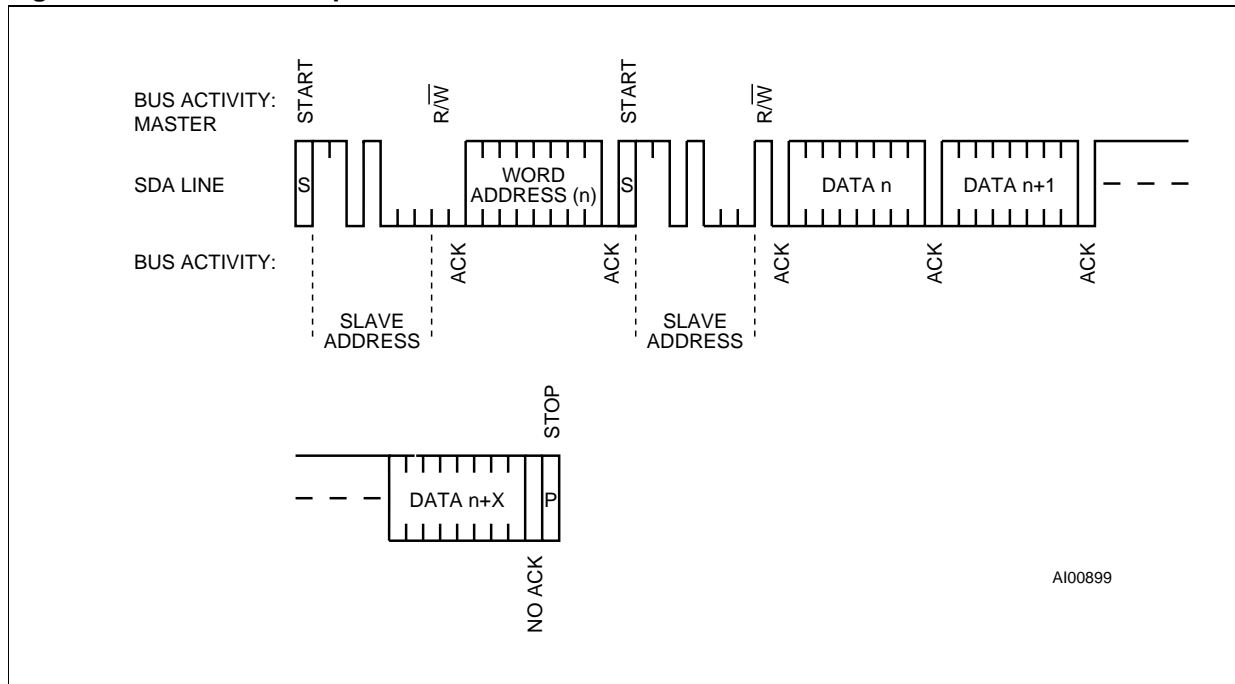 START
R/W
START
R/W
BUS ACTIVITY:
MASTER
SDA LINE
S
WORD
ADDRESS (n)
S
DATA n
DATA n+1
BUS ACTIVITY:
ACK
ACK
ACK
ACK
ACK
SLAVE
ADDRESS
SLAVE
ADDRESS
STOP
DATA n+X
P
NO ACK
AI00899